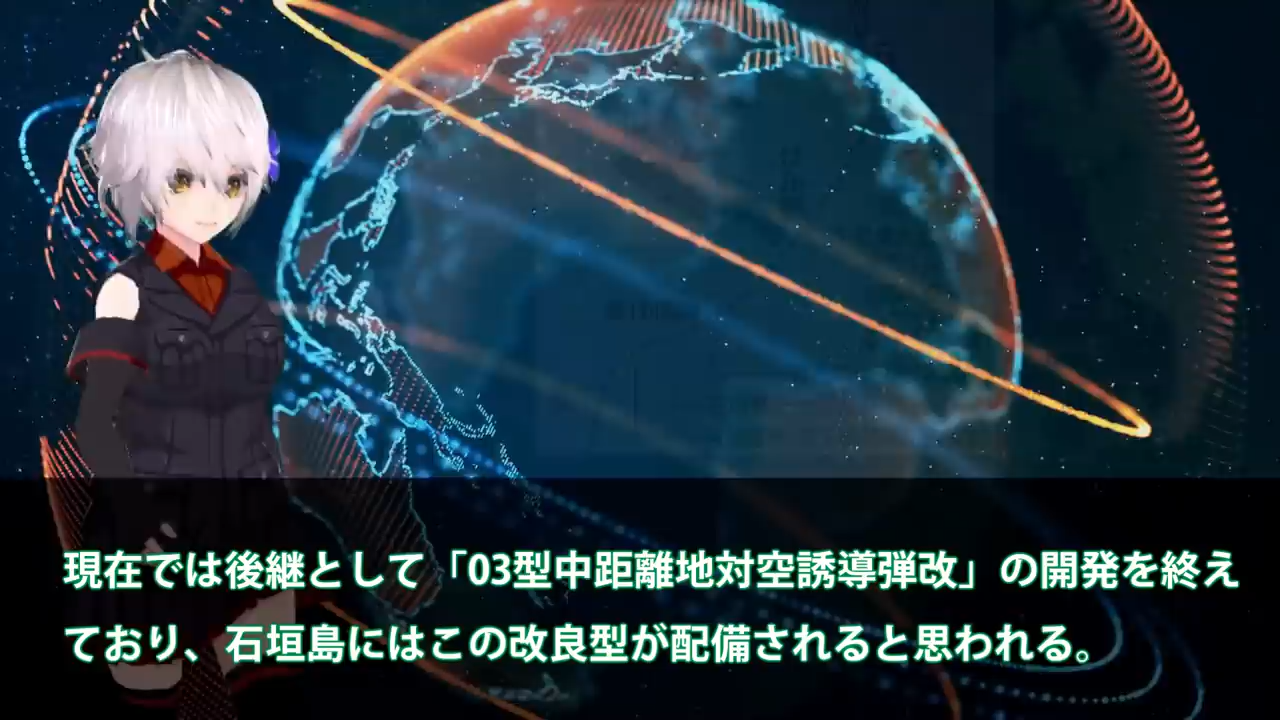 現在では後継として「03型中距離地対空誘導弾改」の開発を終え
ており、石垣島にはこの改良型が配備されると思われる。